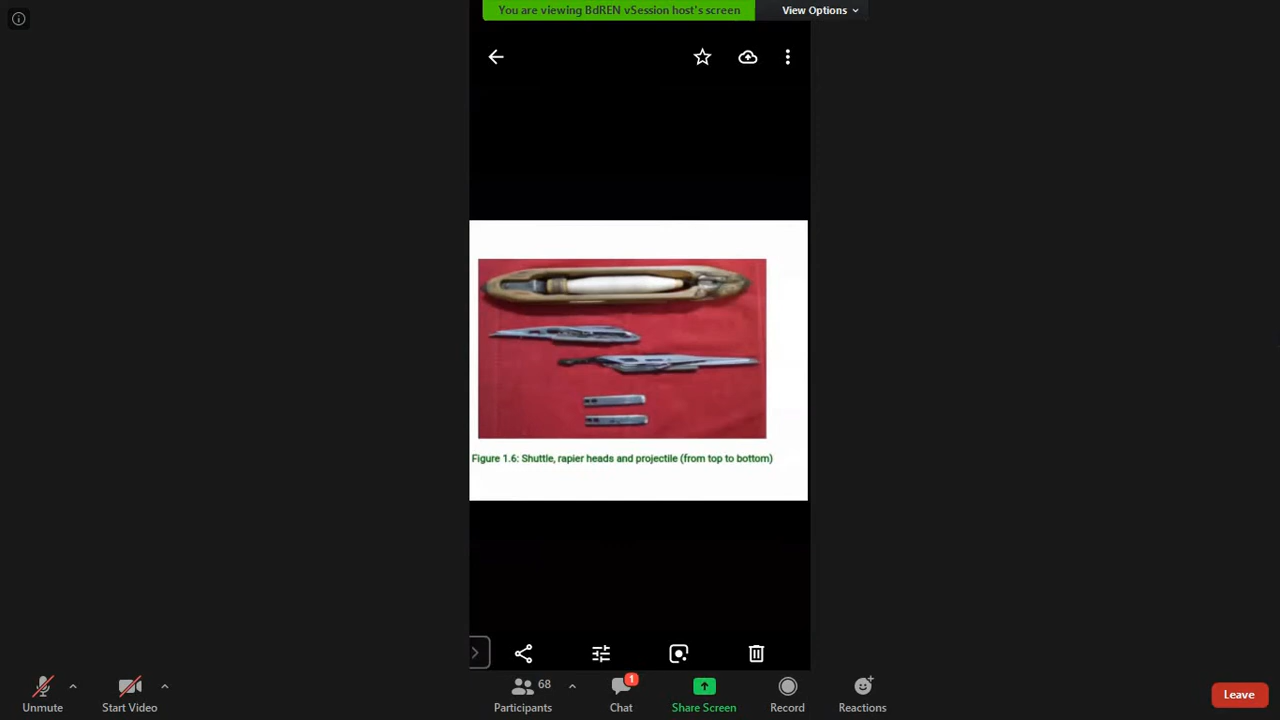 You are viewing BdREN vSession host's screen
View Options
Figure 1.6: Shuttle, rapier heads and projectile (from top to bottom)
Unmute
Start Video
68
Participants
1
Chat
Share Screen
Record
Reactions
Leave